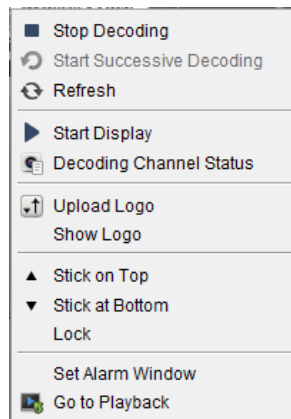 Stop Decoding
Start Successive Decoding
Refresh
Start Display
Decoding Channel Status
Upload Logo
Show Logo
Stick on Top
Stick at Bottom
Lock
Set Alarm Window
Go to Playback